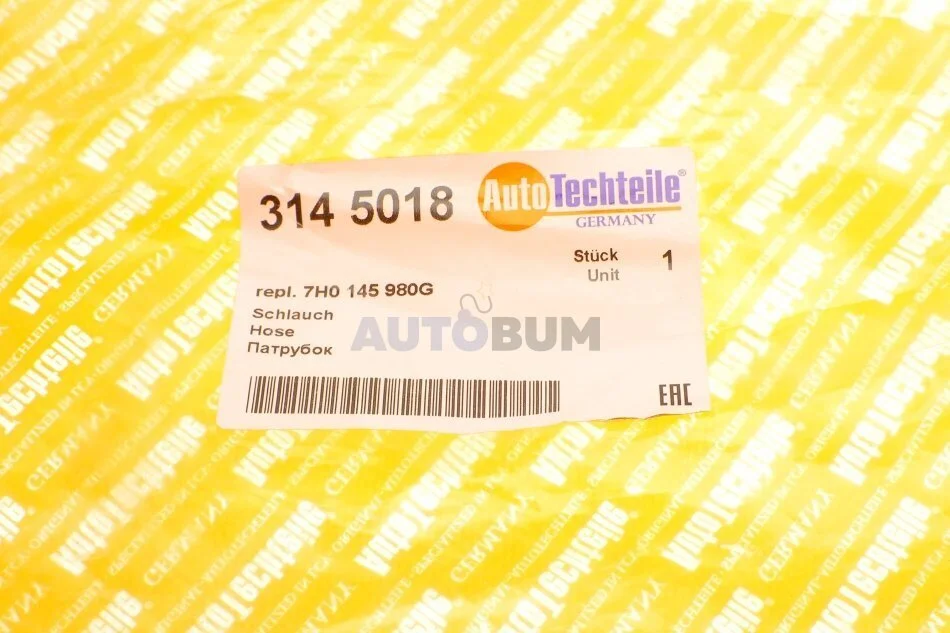 314 5018
AutoTechteile®
GERMANY
Stück 1
Unit
repl. 7H0 145 980G
Schlauch
Hose
Патрубок
AUTOBUM
EAC